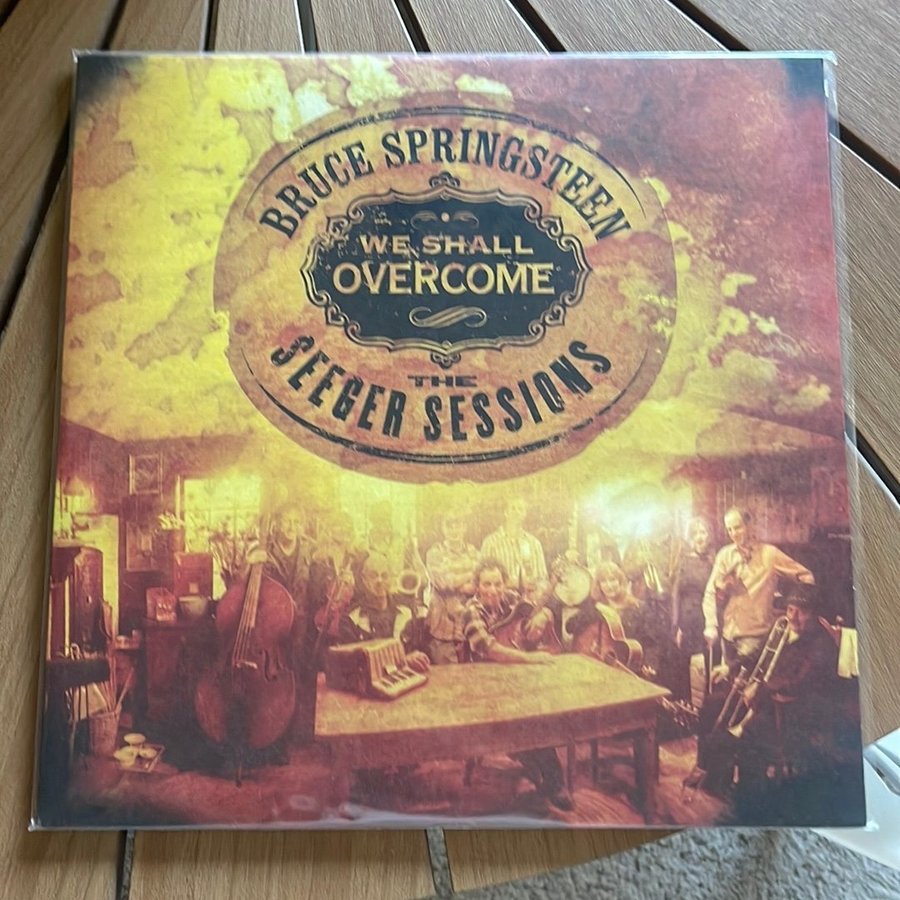 BRUCE SPRINGSTEEN
WE SHALL
OVERCOME
THE
SEEGER SESSIONS